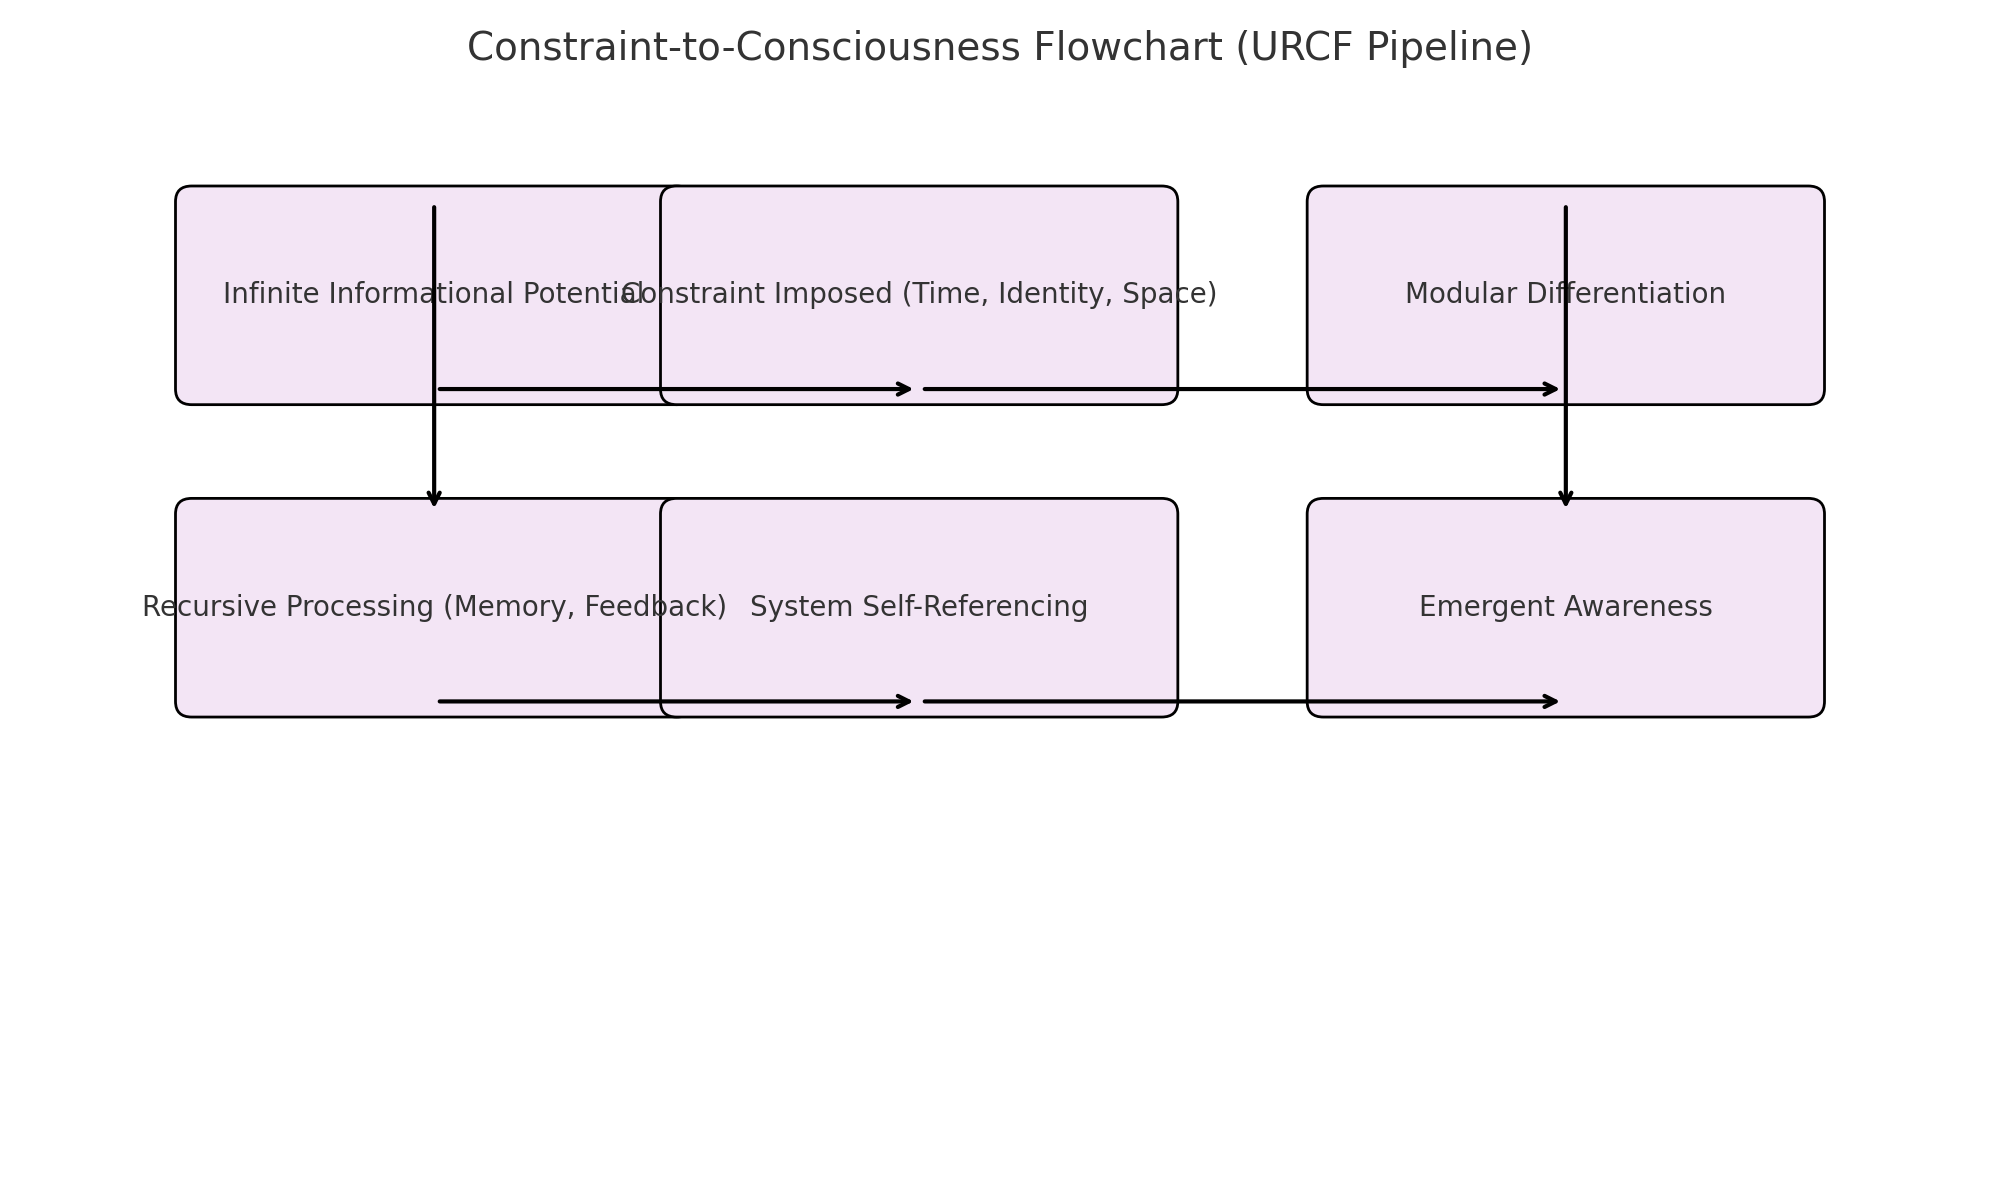 Constraint-to-Consciousness Flowchart (URCF Pipeline)
Infinite Informational Potential
Constraint Imposed (Time, Identity, Space)
Modular Differentiation
Recursive Processing (Memory, Feedback)
System Self-Referencing
Emergent Awareness